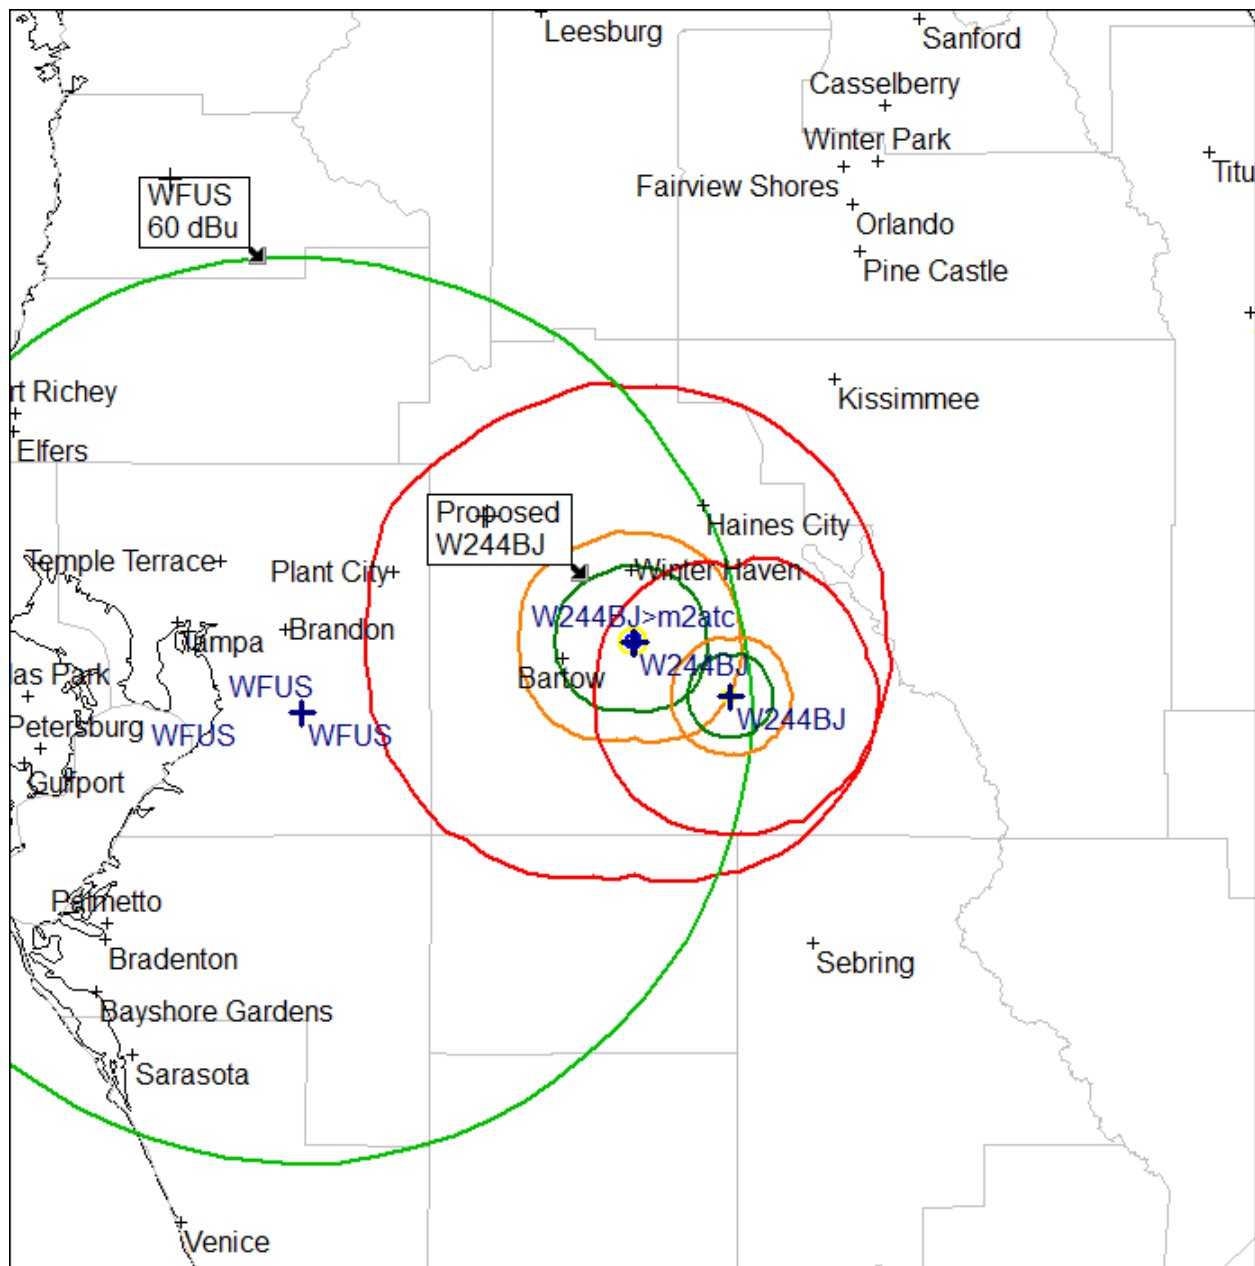 Leesburg
Sanford
Casselberry
Winter Park
Titu
WFUS
60 dBu
Fairview Shores
Orlando
Pine Castle
rt Richey
Kissimmee
Elfers
Proposed
W244BJ
Haines City
Temple Terrace
Plant City
Winter Haven
W244BJ>m2atc
Tampa
Brandon
W244BJ
las Park
Bartow
WFUS
Petersburg
WFUS
WFUS
W244BJ
Gulfport
Palmetto
Bradenton
Sebring
Bayshore Gardens
Sarasota
Venice